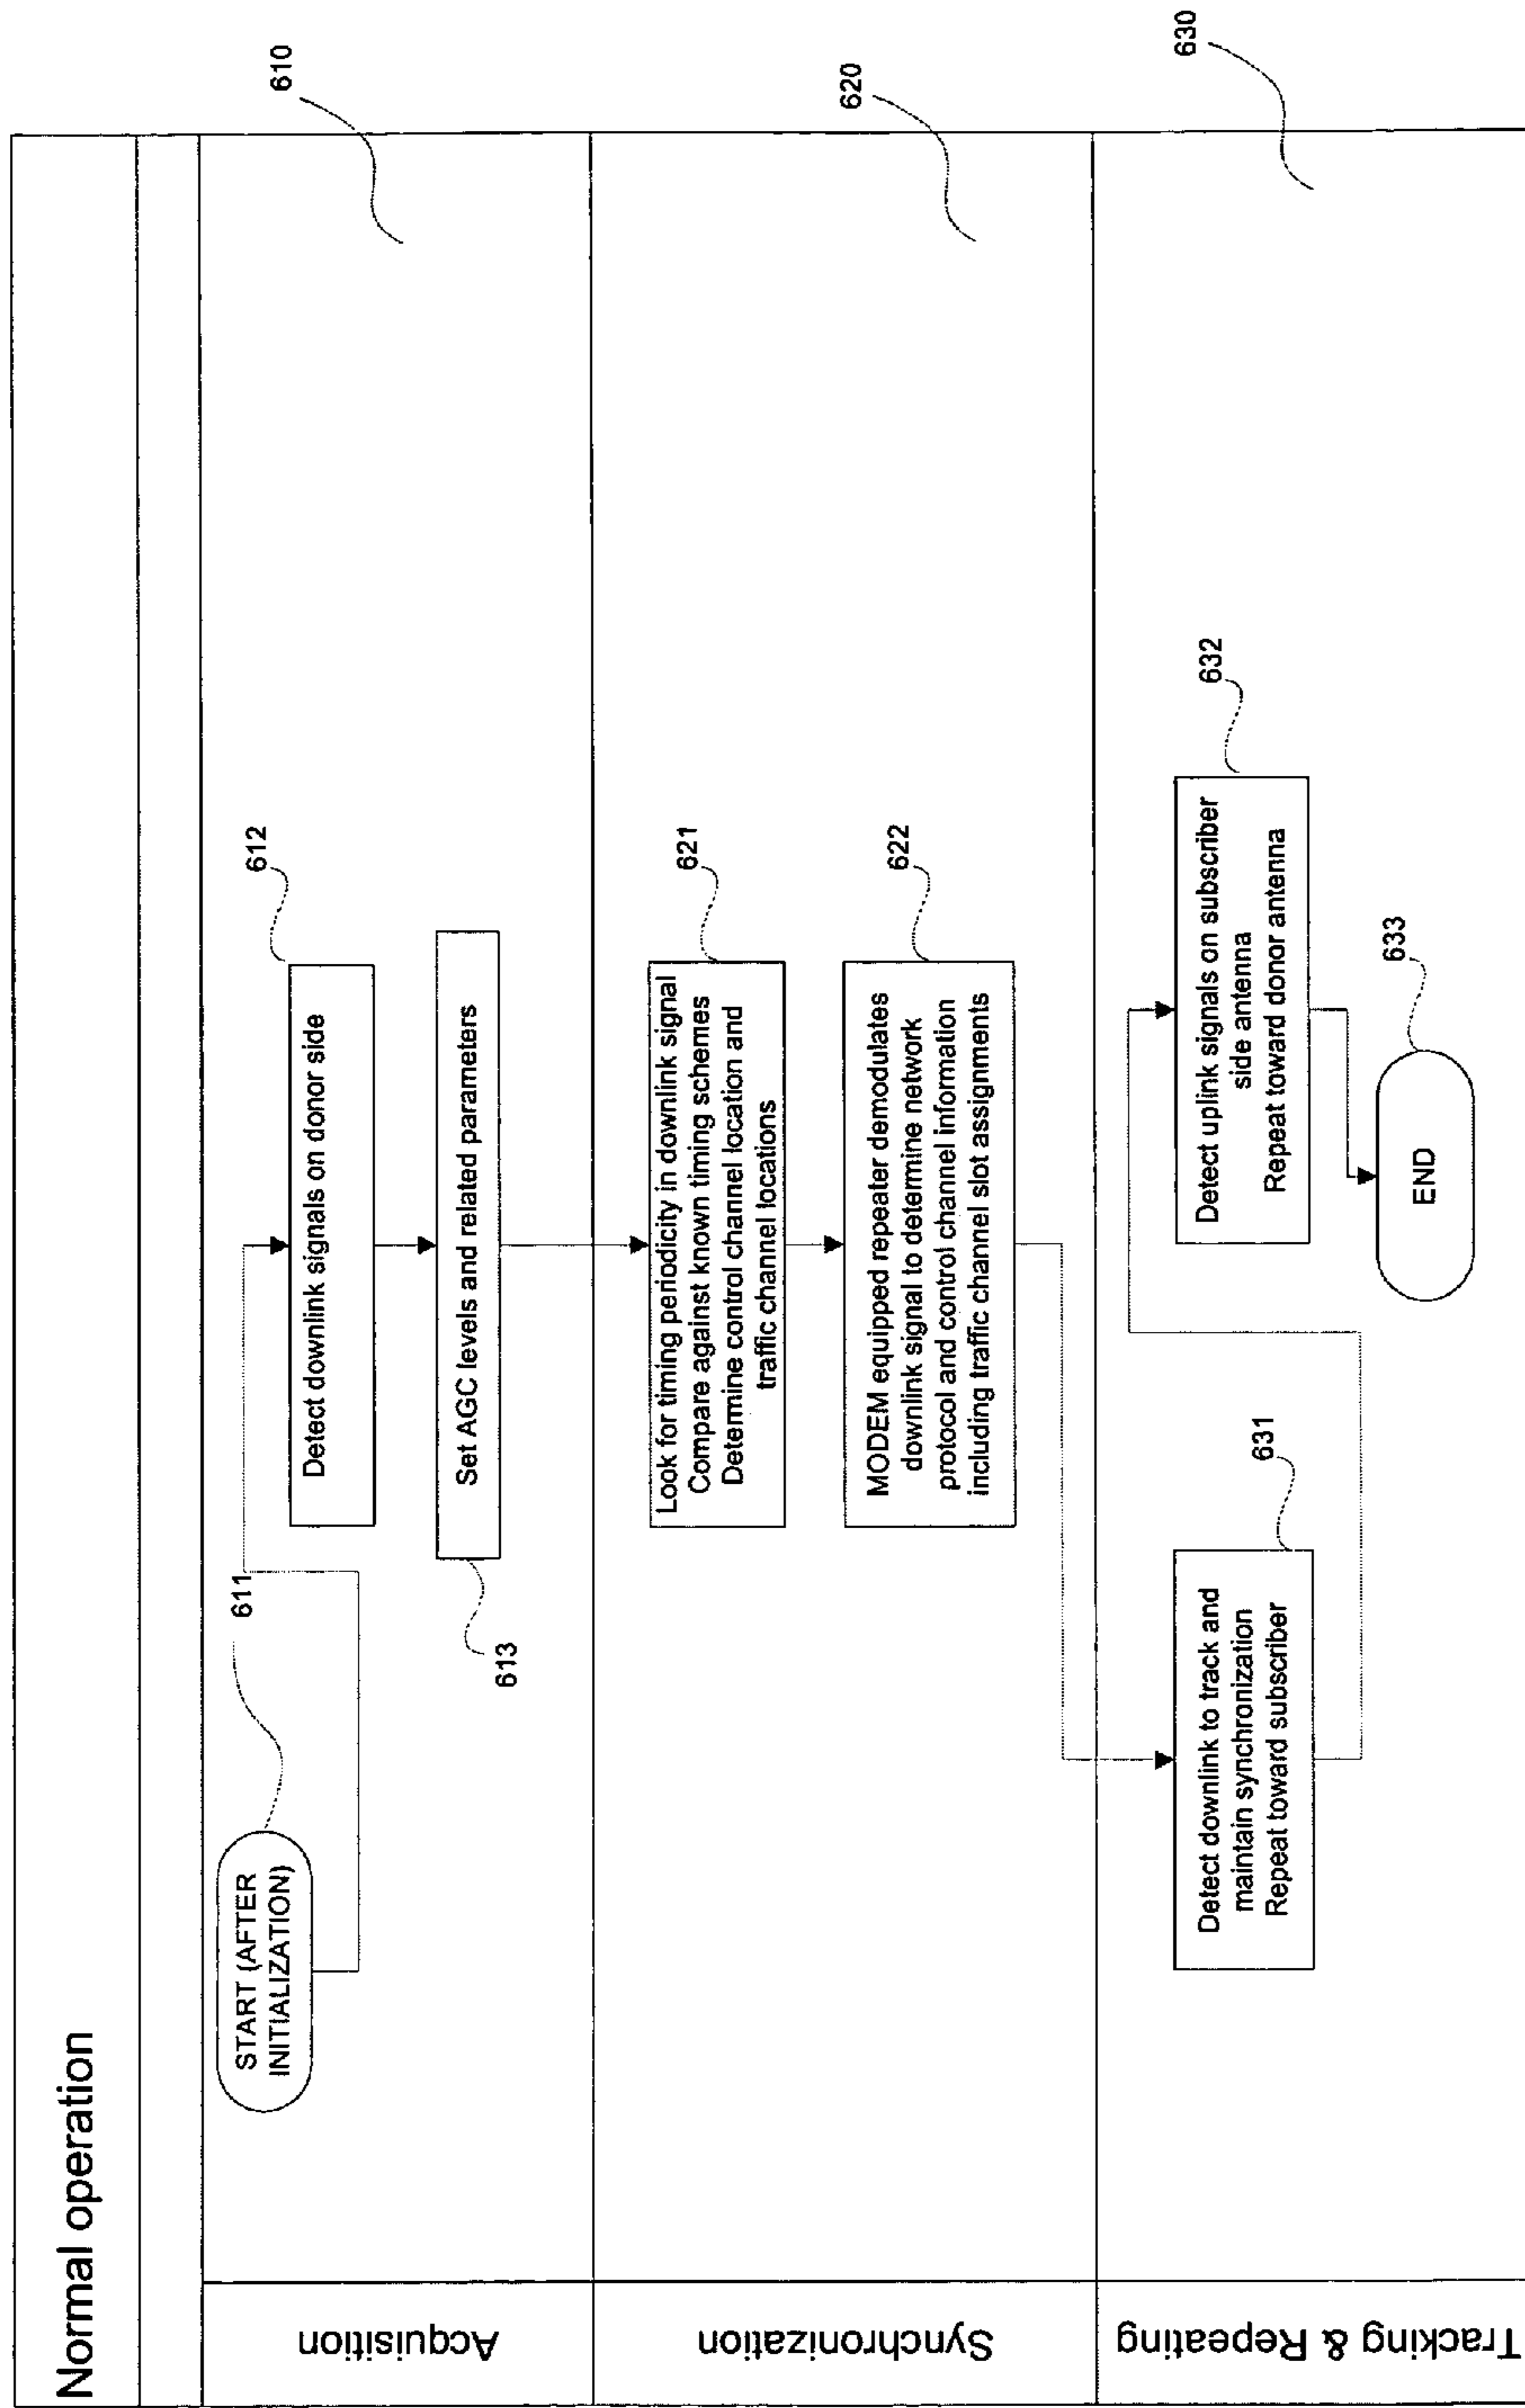 Normal operation
Acquisition
610
START (AFTER
INITIALIZATION)
611
Detect downlink signals on donor side
612
Set AGC levels and related parameters
613
Synchronization
620
Look for timing periodicity in downlink signal
Compare against known timing schemes
Determine control channel location and
traffic channel locations
621
MODEM equipped repeater demodulates
downlink signal to determine network
protocol and control channel information
including traffic channel slot assignments
622
Tracking & Repeating
630
Detect downlink to track and
maintain synchronization
Repeat toward subscriber
631
Detect uplink signals on subscriber
side antenna
Repeat toward donor antenna
632
END
633